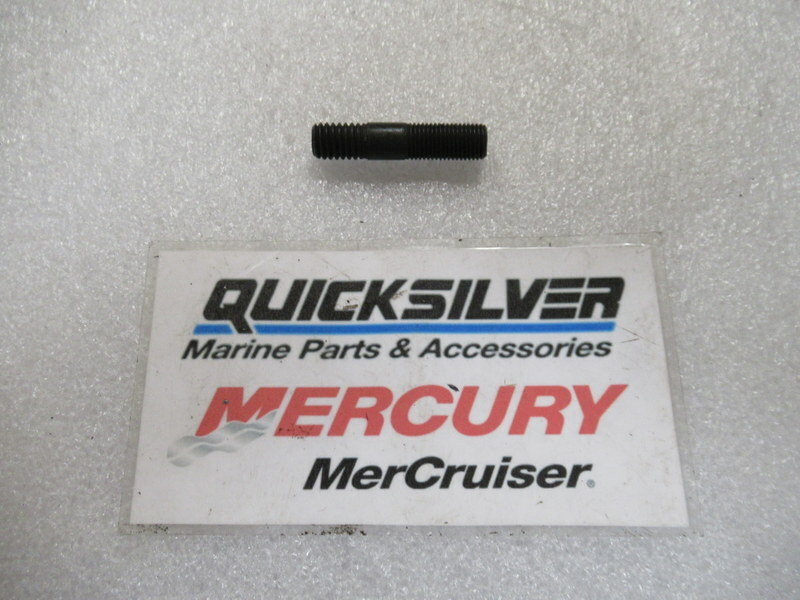 QUICKSILVER
Marine Parts & Accessories
MERCURY
MerCruiser®